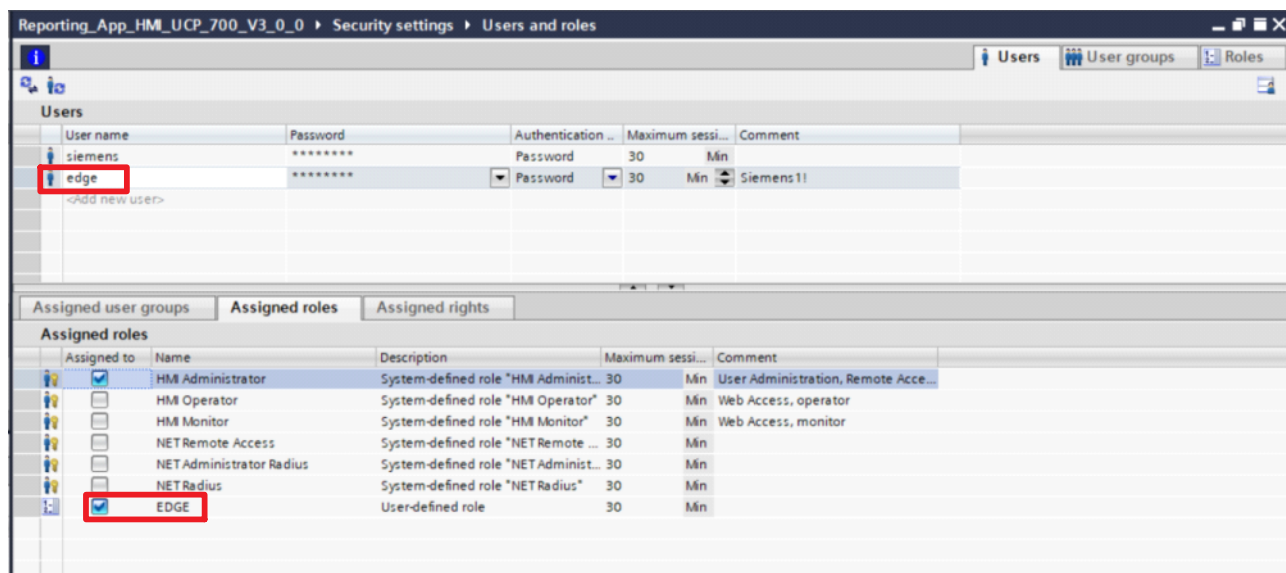 Reporting_App_HMI_UCP_700_V3_0_0 ▸ Security settings ▸ Users and roles
Users User groups Roles
Users
User name Password Authentication .. Maximum sessi... Comment
siemens ******** Password 30 Min
edge ******** Password 30 Min Siemens1!
<Add new user>
Assigned user groups Assigned roles Assigned rights
Assigned roles
Assigned to Name Description Maximum sessi... Comment
HMI Administrator System-defined role "HMI Administ... 30 Min User Administration, Remote Acce...
HMI Operator System-defined role "HMI Operator" 30 Min Web Access, operator
HMI Monitor System-defined role "HMI Monitor" 30 Min Web Access, monitor
NET Remote Access System-defined role "NET Remote ... 30 Min
NET Administrator Radius System-defined role "NET Administ... 30 Min
NET Radius System-defined role "NET Radius" 30 Min
EDGE User-defined role 30 Min